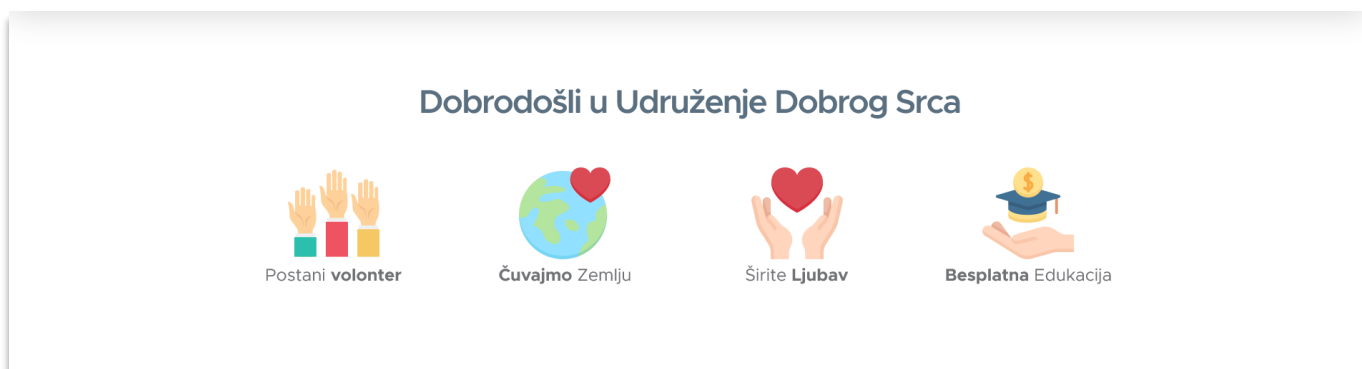 Dobrodošli u Udruženje Dobrog Srca
Postani volonter
Čuvajmo Zemlju
Širite Ljubav
Besplatna Edukacija